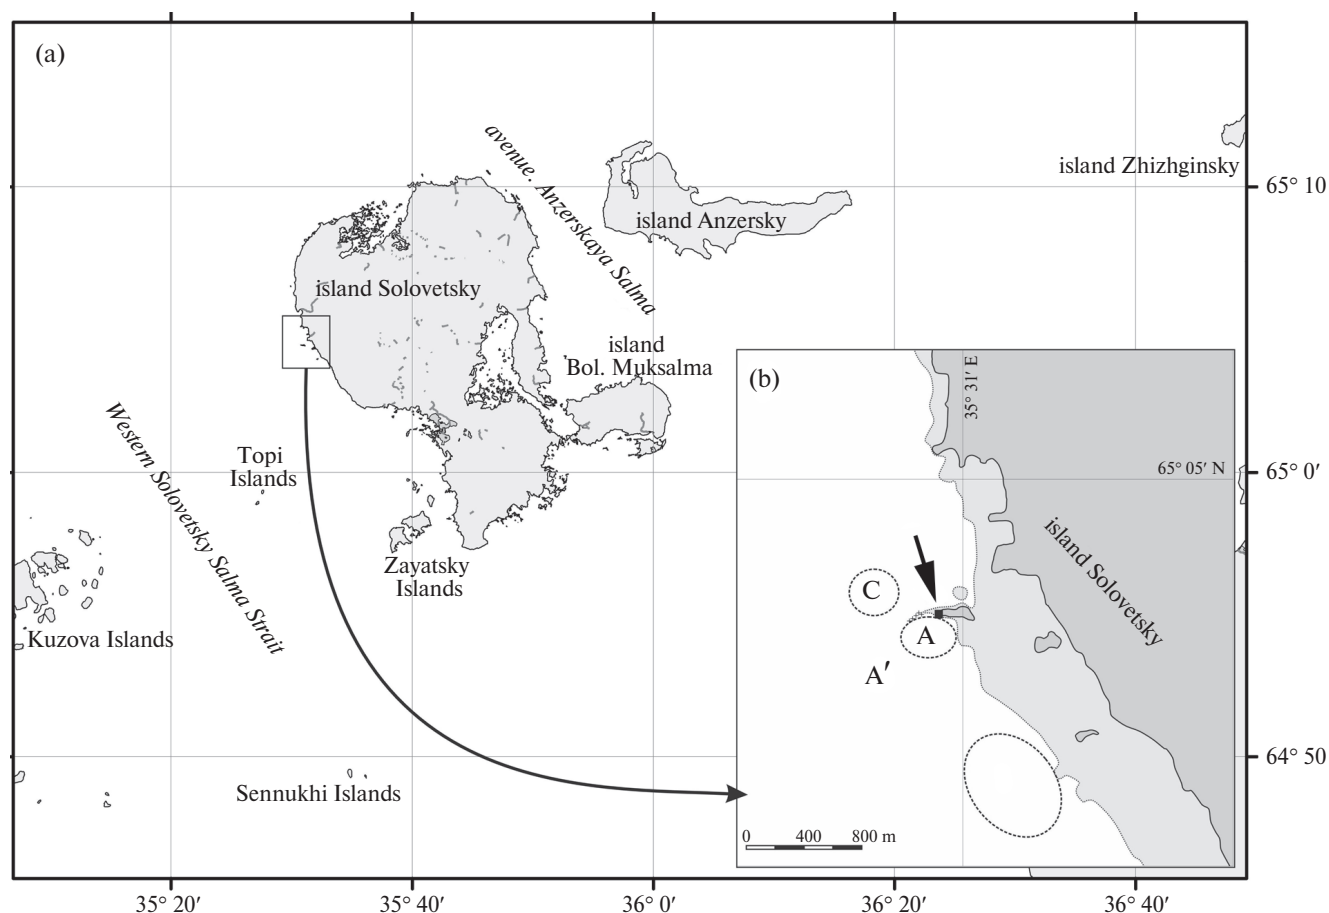 (a)
avenue. Anzerskaya Salma
island Zhizhginsky
65° 10
island Anzersky
island Solovetsky
island
Bol. Muksalma
(b)
35° 31′ E
Western Solovetsky Salma Strait
Topi
Islands
65° 05′ N
65° 0′
island Solovetsky
Zayatsky
Islands
C
A
Kuzova Islands
A′
64° 50
Sennukhi Islands
0 400 800 m
35° 20′ 35° 40′ 36° 0′ 36° 20′ 36° 40′